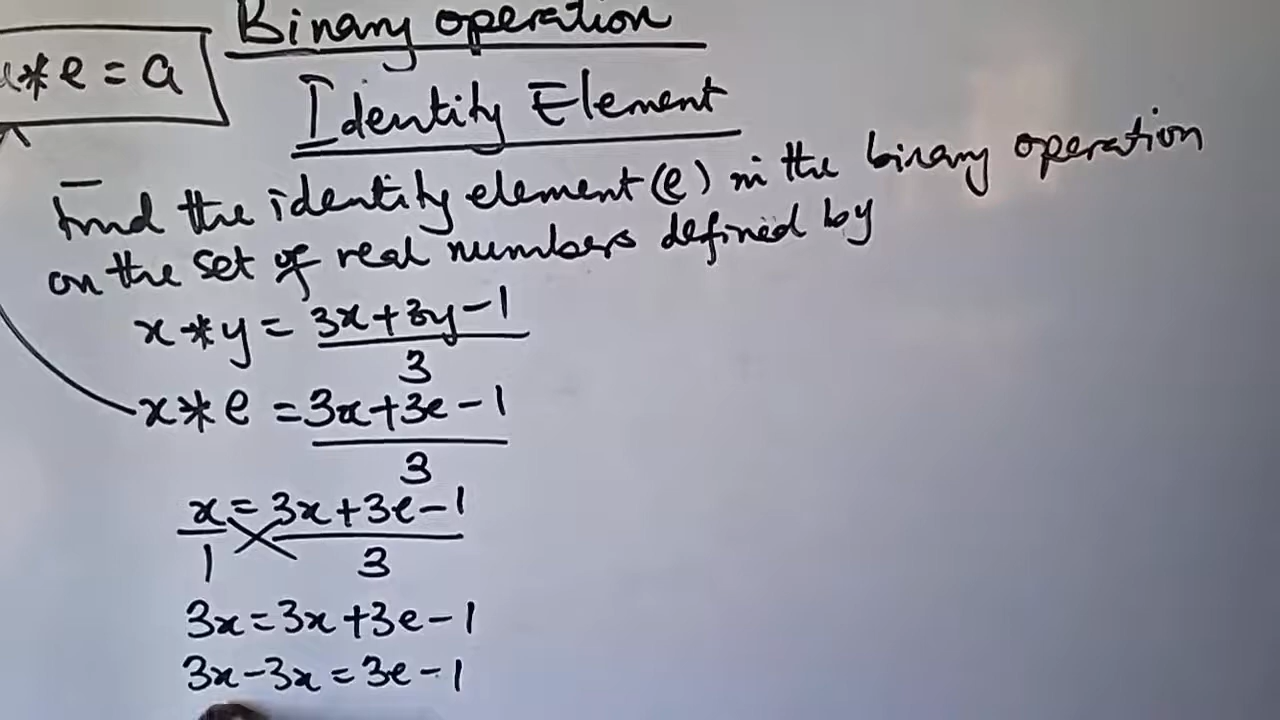 Binary operation
*e = a
Identity Element
Find the identity element (e) in the binary operation
on the set of real numbers defined by
x * y = 3x + 3y - 1
3
x * e = 3x + 3e - 1
3
x = 3x + 3e - 1
1 3
3x = 3x + 3e - 1
3x - 3x = 3e - 1